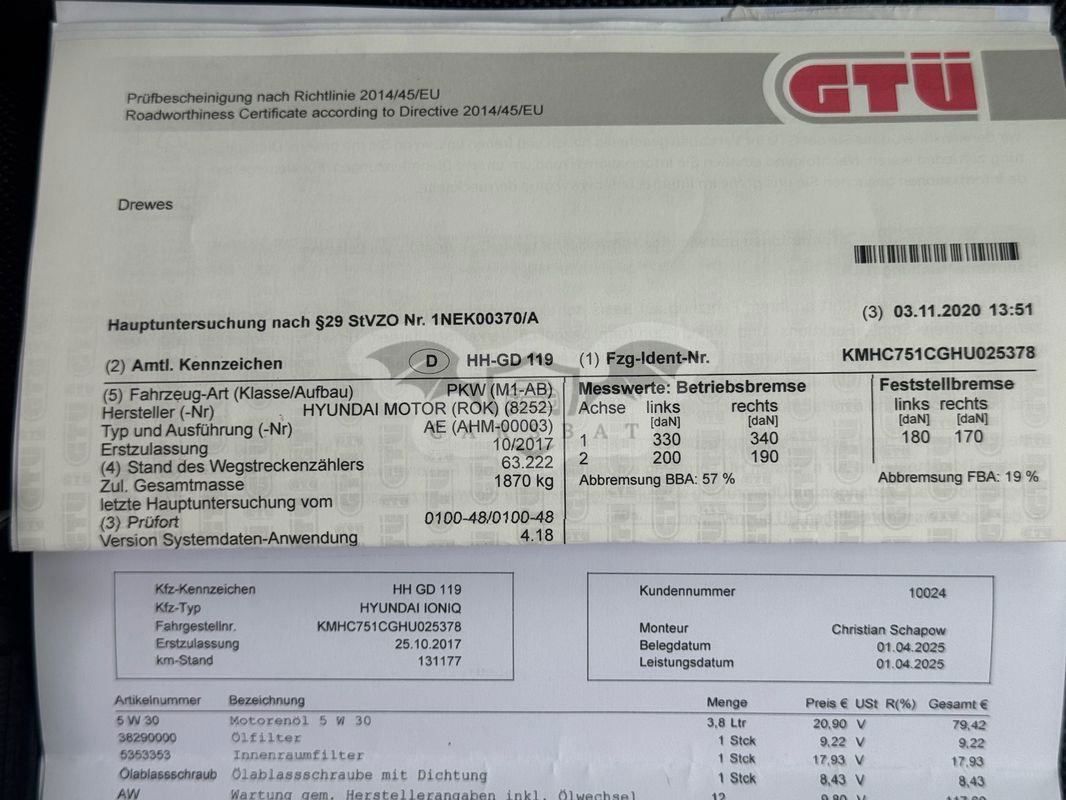 GTÜ
Prüfbescheinigung nach Richtlinie 2014/45/EU
Roadworthiness Certificate according to Directive 2014/45/EU
Drewes
Hauptuntersuchung nach §29 StVZO Nr. 1NEK00370/A
(3) 03.11.2020 13:51
(2) Amtl. Kennzeichen D HH-GD 119
(1) Fzg-Ident-Nr. KMHC751CGHU025378
(5) Fahrzeug-Art (Klasse/Aufbau) PKW (M1-AB)
Hersteller (-Nr) HYUNDAI MOTOR (ROK) (8252)
Typ und Ausführung (-Nr) AE (AHM-00003)
Erstzulassung 10/2017
(4) Stand des Wegstreckenzählers 63.222
Zul. Gesamtmasse 1870 kg
letzte Hauptuntersuchung vom
(3) Prüfort 0100-48/0100-48
Version Systemdaten-Anwendung 4.18
Messwerte: Betriebsbremse
Achse links rechts
[daN] [daN]
1 330 340
2 200 190
Abbremsung BBA: 57 %
Feststellbremse
links rechts
[daN] [daN]
180 170
Abbremsung FBA: 19 %
Kfz-Kennzeichen HH GD 119
Kfz-Typ HYUNDAI IONIQ
Fahrgestellnr. KMHC751CGHU025378
Erstzulassung 25.10.2017
km-Stand 131177
Kundennummer 10024
Monteur Christian Schapow
Belegdatum 01.04.2025
Leistungsdatum 01.04.2025
Artikelnummer Bezeichnung Menge Preis € USt R(%) Gesamt €
5 W 30 Motorenöl 5 W 30 3,8 Ltr 20,90 V 79,42
38290000 Ölfilter 1 Stck 9,22 V 9,22
5353353 Innenraumfilter 1 Stck 17,93 V 17,93
Ölablassschraub Ölablassschraube mit Dichtung 1 Stck 8,43 V 8,43
AW Wartung gem. Herstellerangaben inkl. Ölwechsel 12 9,80 V